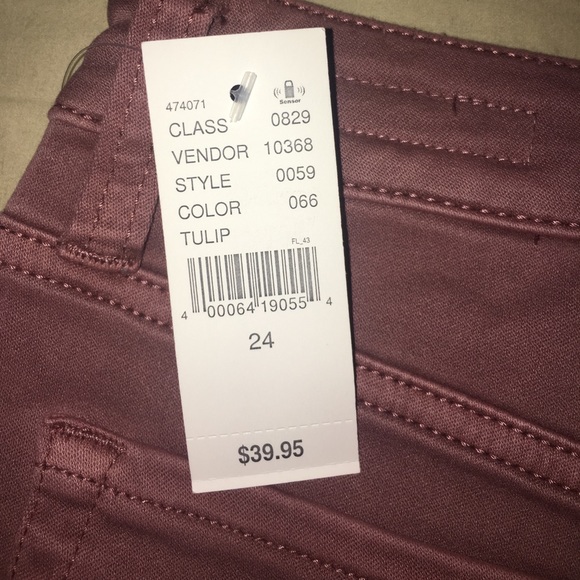 474071
Sensor
CLASS 0829
VENDOR 10368
STYLE 0059
COLOR 066
TULIP
FL_43
4 00064 19055 4
24
$39.95